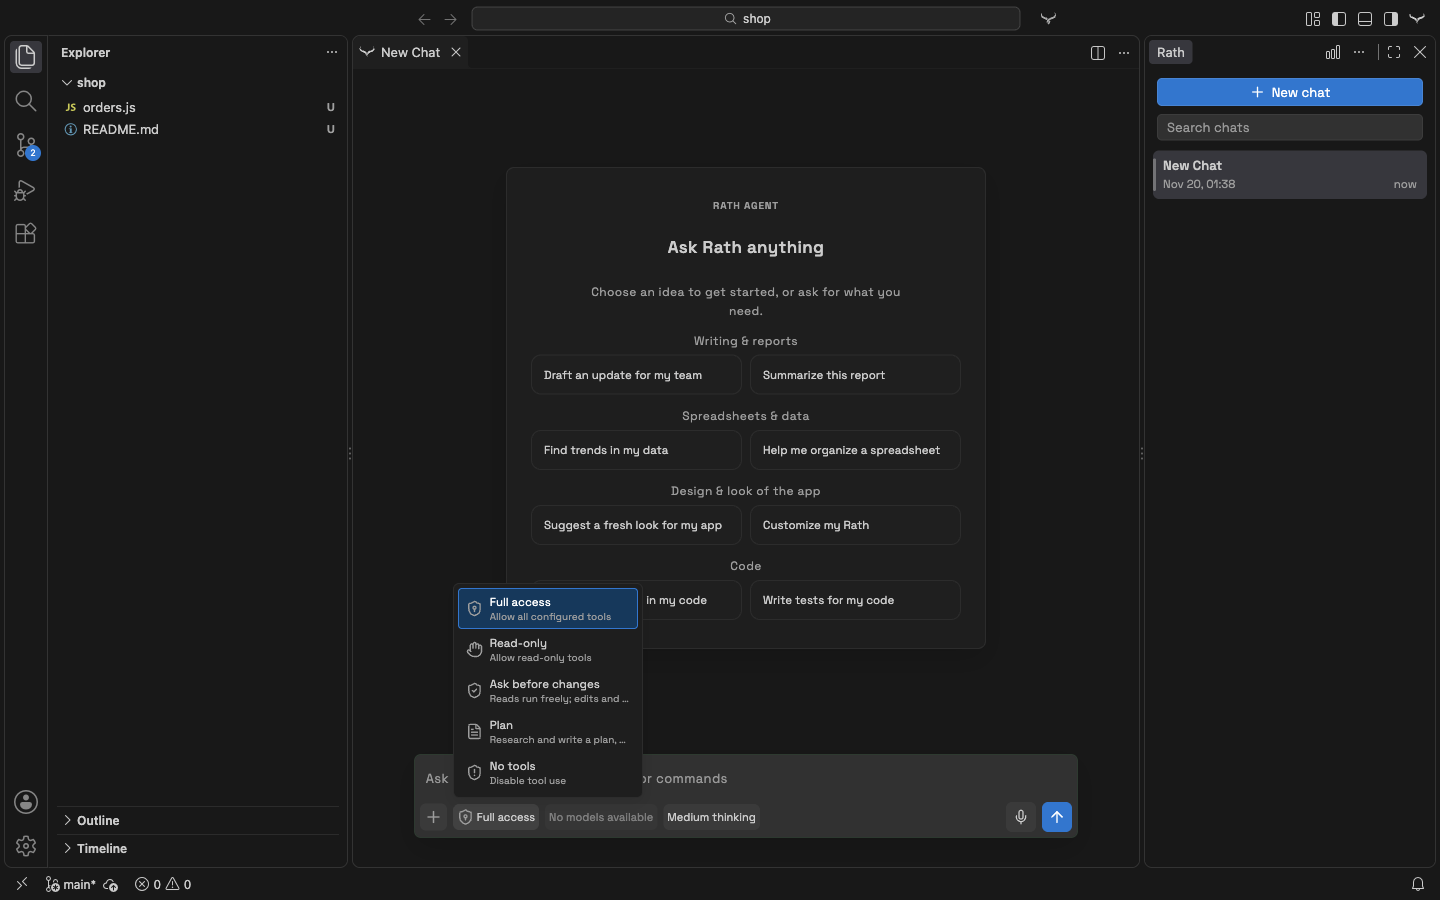 shop
Explorer
shop
JS orders.js U
README.md U
2
Outline
Timeline
main*
0 0
New Chat
RATH AGENT
Ask Rath anything
Choose an idea to get started, or ask for what you
need.
Writing & reports
Draft an update for my team
Summarize this report
Spreadsheets & data
Find trends in my data
Help me organize a spreadsheet
Design & look of the app
Suggest a fresh look for my app
Customize my Rath
Code
in my code
Write tests for my code
Full access
Allow all configured tools
Read-only
Allow read-only tools
Ask before changes
Reads run freely; edits and ...
Plan
Research and write a plan, ...
No tools
Disable tool use
Ask or commands
Full access
No models available
Medium thinking
Rath
New chat
Search chats
New Chat
Nov 20, 01:38 now